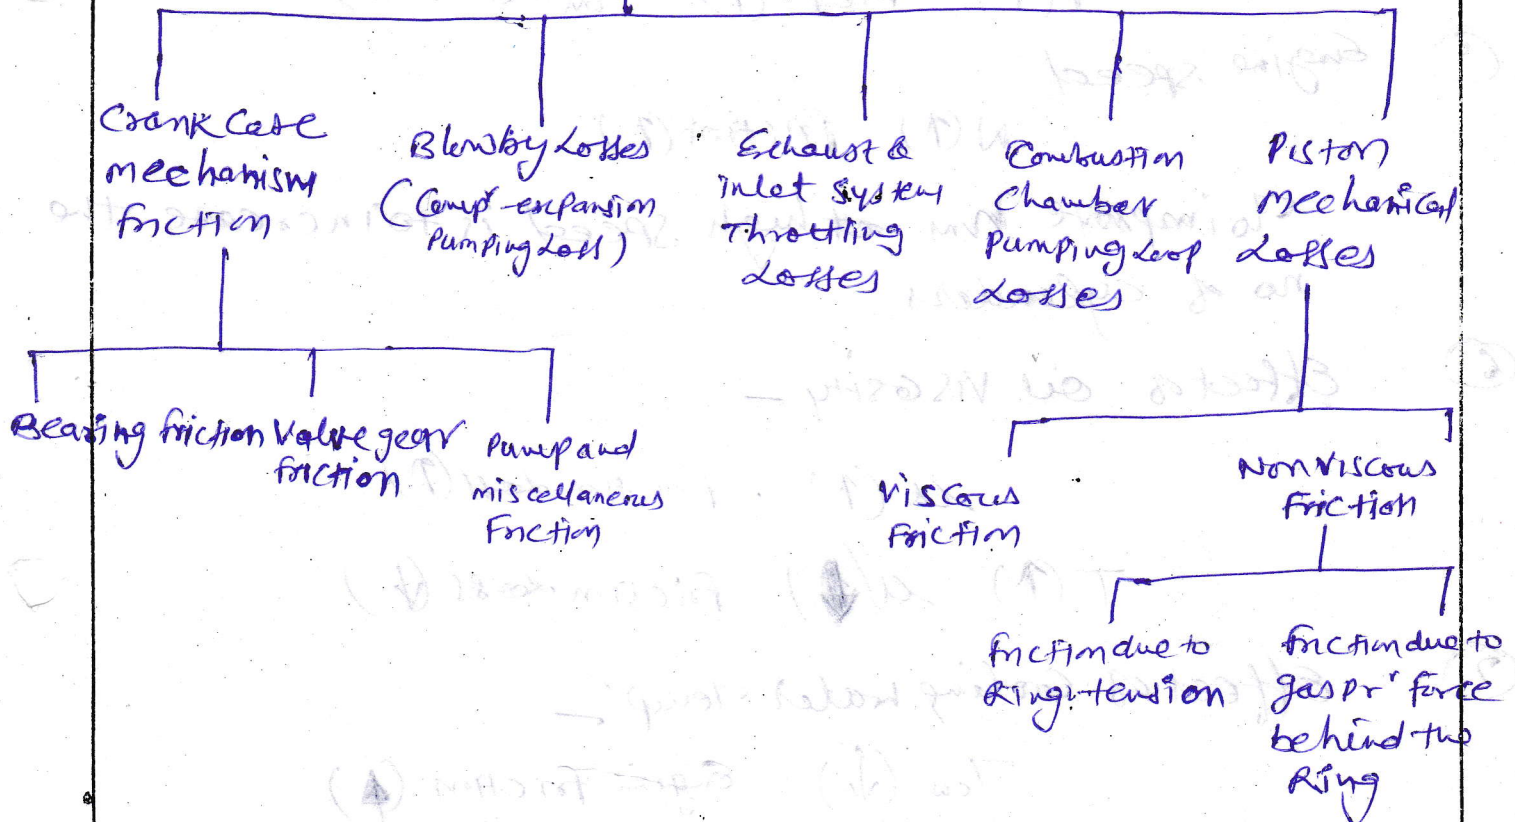 Crank Case
mechanism
friction
Blowby Losses
(Compr-expansion
Pumping Loss)
Exhaust &
inlet System
Throttling
Losses
Combustion
Chamber
Pumping Loop
Losses
Piston
Mechanical
Losses
Bearing friction
Valve gear
friction
Pump and
miscellaneous
Friction
Viscous
Friction
Non Viscous
Friction
friction due to
Ring tension
friction due to
gas pr' force
behind the
Ring